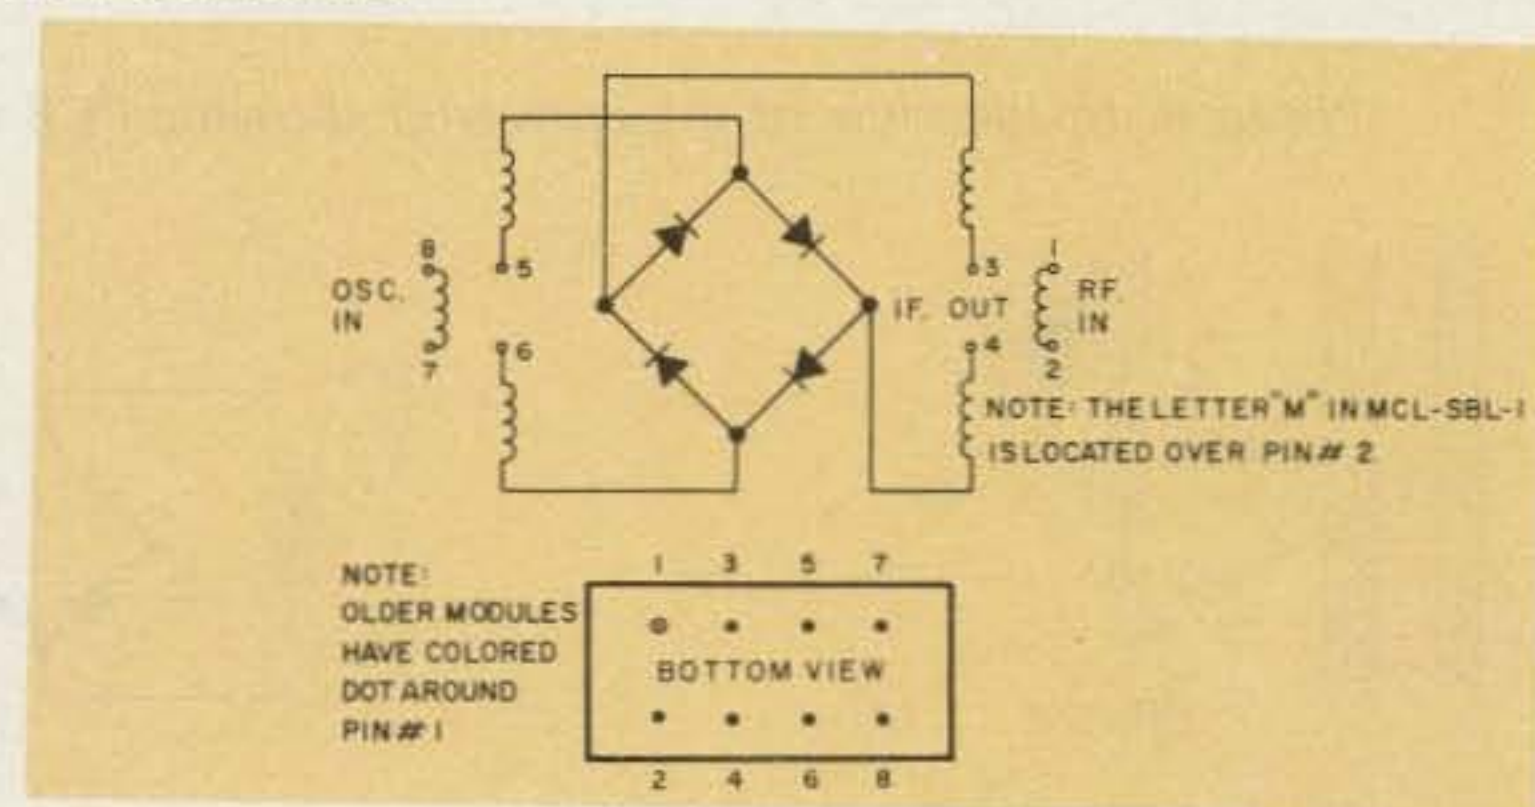 8
OSC.
IN
7
5
6
IF. OUT
3
4
1
RF.
IN
2
NOTE: THE LETTER "M" IN MCL-SBL-1
IS LOCATED OVER PIN # 2.
NOTE:
OLDER MODULES
HAVE COLORED
DOT AROUND
PIN # 1
1 3 5 7
BOTTOM VIEW
2 4 6 8